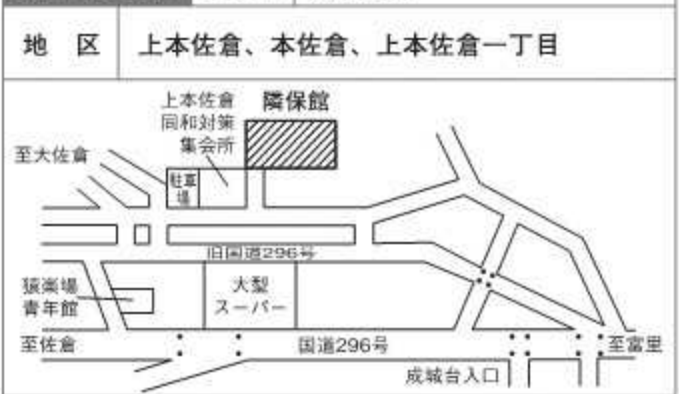 地 区
上本佐倉、本佐倉、上本佐倉一丁目
上本佐倉
同和対策
集会所
隣保館
至大佐倉
駐車
場
旧国道296号
猿楽場
青年館
大型
スーパー
至佐倉
国道296号
至富里
成城台入口